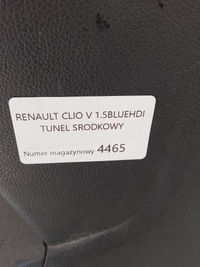 RENAULT CLIO V 1.5BLUEHDI
TUNEL SRODKOWY
Numer magazynowy 4465